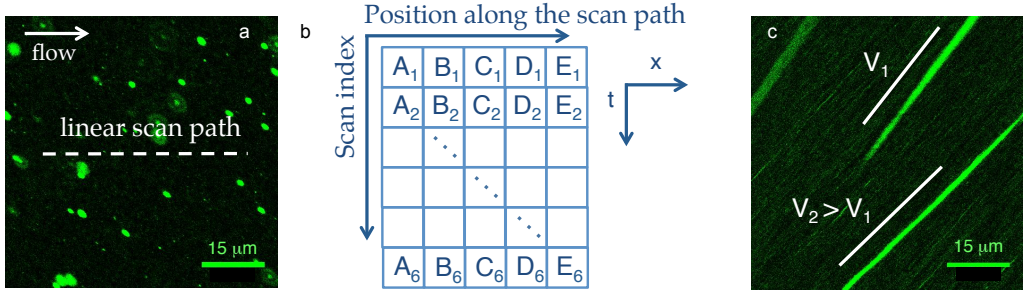 a
flow
linear scan path
15 μm
b
Position along the scan path
Scan index
A₁ B₁ C₁ D₁ E₁
A₂ B₂ C₂ D₂ E₂
A₆ B₆ C₆ D₆ E₆
x
t
c
V₁
V₂ > V₁
15 μm